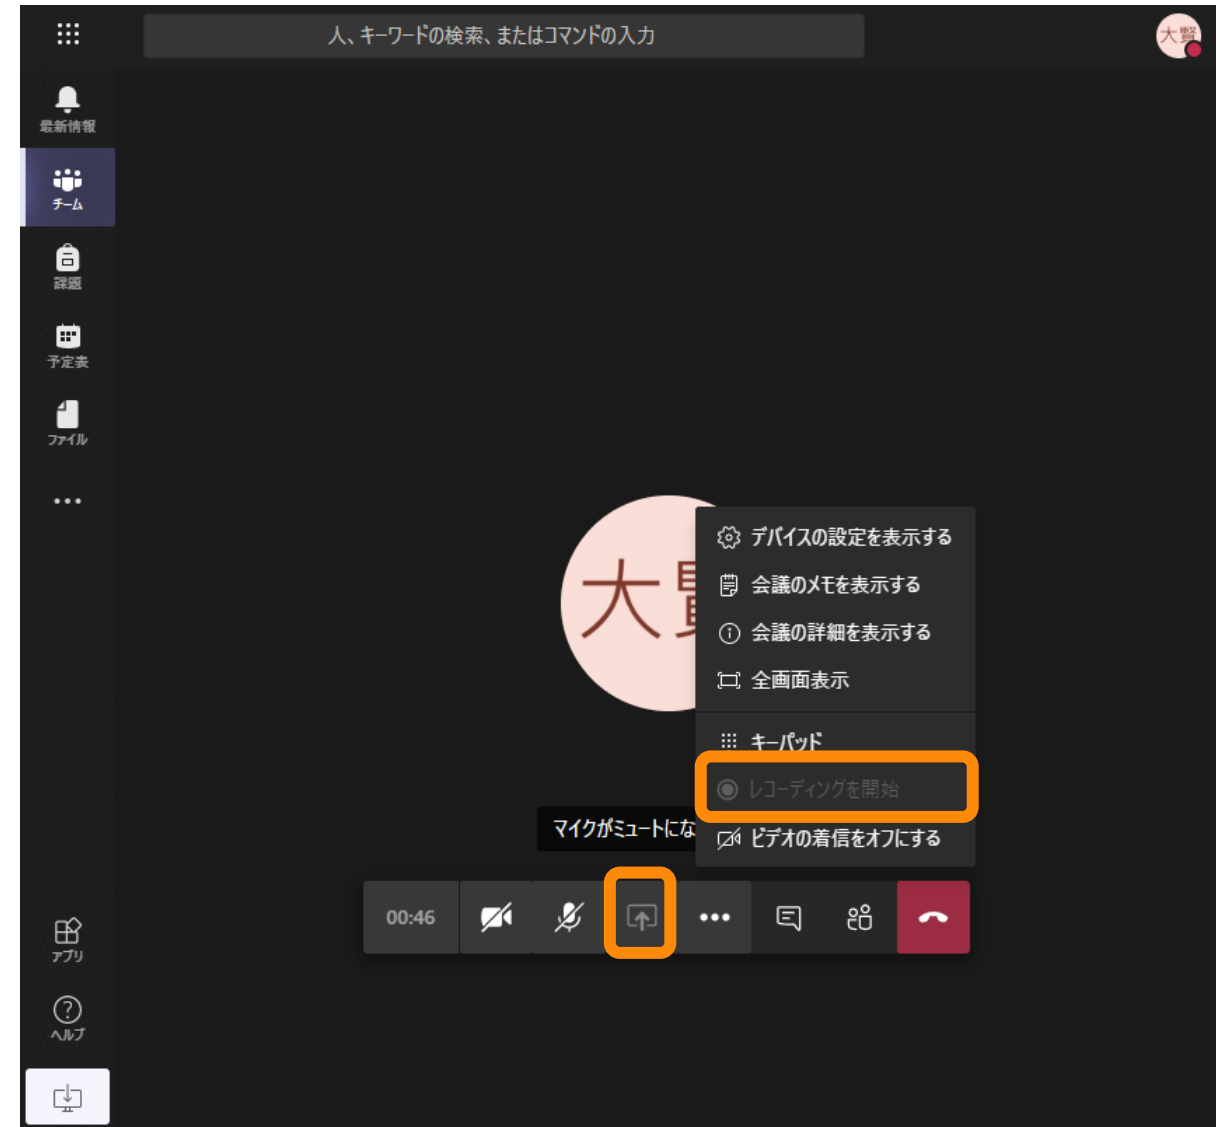 人、キーワードの検索、またはコマンドの入力
大賢
最新情報
チーム
課題
予定表
ファイル
大賢
デバイスの設定を表示する
会議のメモを表示する
会議の詳細を表示する
全画面表示
キーパッド
レコーディングを開始
ビデオの着信をオフにする
マイクがミュートにな
00:46
アプリ
ヘルプ